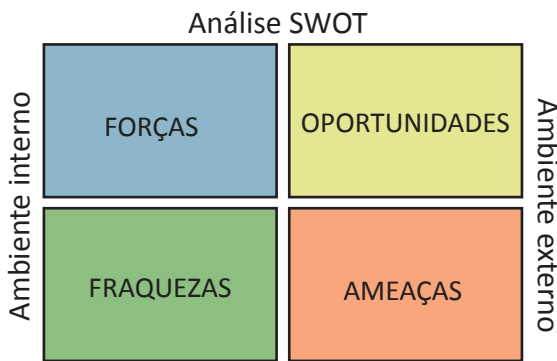 Análise SWOT
Ambiente interno
FORÇAS
OPORTUNIDADES
Ambiente externo
FRAQUEZAS
AMEAÇAS